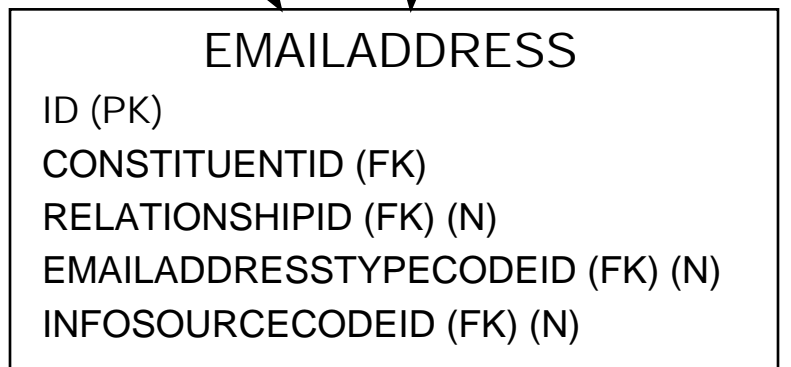 EMAILADDRESS
ID (PK)
CONSTITUENTID (FK)
RELATIONSHIPID (FK) (N)
EMAILADDRESSTYPECODEID (FK) (N)
INFOSOURCECODEID (FK) (N)